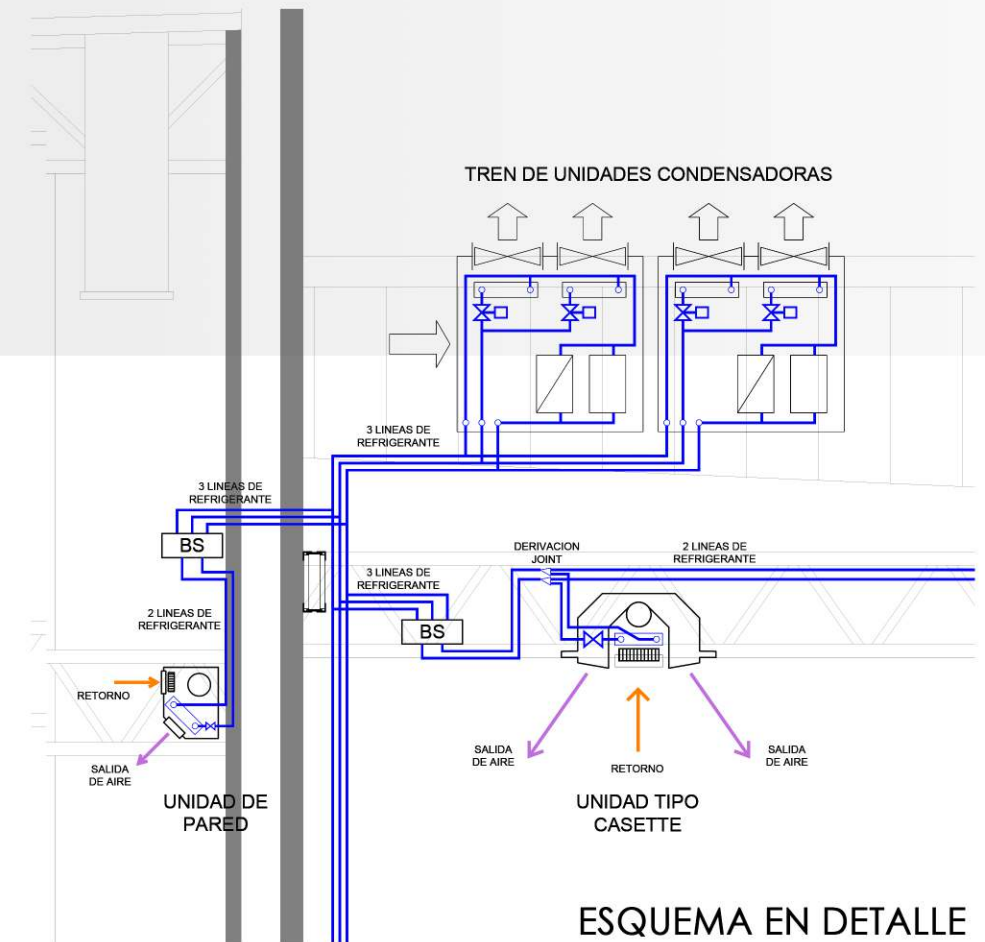 TREN DE UNIDADES CONDENSADORAS
3 LINEAS DE
REFRIGERANTE
3 LINEAS DE
REFRIGERANTE
BS
DERIVACION
JOINT
2 LINEAS DE
REFRIGERANTE
3 LINEAS DE
REFRIGERANTE
BS
2 LINEAS DE
REFRIGERANTE
RETORNO
SALIDA
DE AIRE
UNIDAD DE
PARED
SALIDA
DE AIRE
RETORNO
SALIDA
DE AIRE
UNIDAD TIPO
CASETTE
ESQUEMA EN DETALLE